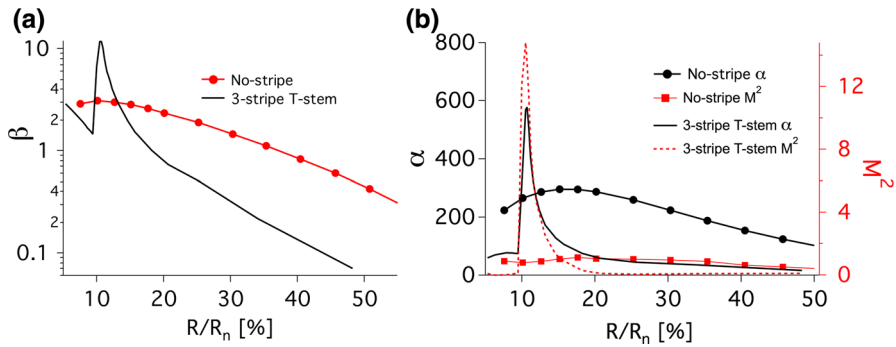 (a)
10
4
2
1
4
2
0.1
β
No-stripe
3-stripe T-stem
10 20 30 40 50
R/Rn [%]
(b)
800
600
400
200
0
α
No-stripe α
No-stripe M²
3-stripe T-stem α
3-stripe T-stem M²
12
8
4
0
M²
10 20 30 40 50
R/Rn [%]